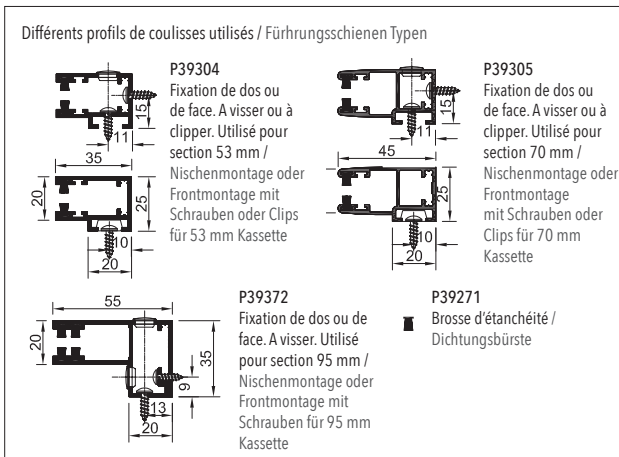 Différents profils de coulisses utilisés / Fürhrungsschienen Typen
P39304
Fixation de dos ou
de face. A visser ou à
clipper. Utilisé pour
section 53 mm /
Nischenmontage oder
Frontmontage mit
Schrauben oder Clips
für 53 mm Kassette
15
11
35
20
25
10
20
P39305
Fixation de dos ou
de face. A visser ou à
clipper. Utilisé pour
section 70 mm /
Nischenmontage oder
Frontmontage
mit Schrauben oder
Clips für 70 mm
Kassette
15
11
45
25
10
20
P39372
Fixation de dos ou de
face. A visser. Utilisé
pour section 95 mm /
Nischenmontage oder
Frontmontage mit
Schrauben für 95 mm
Kassette
55
20
35
9
13
20
P39271
Brosse d'étanchéité /
Dichtungsbürste